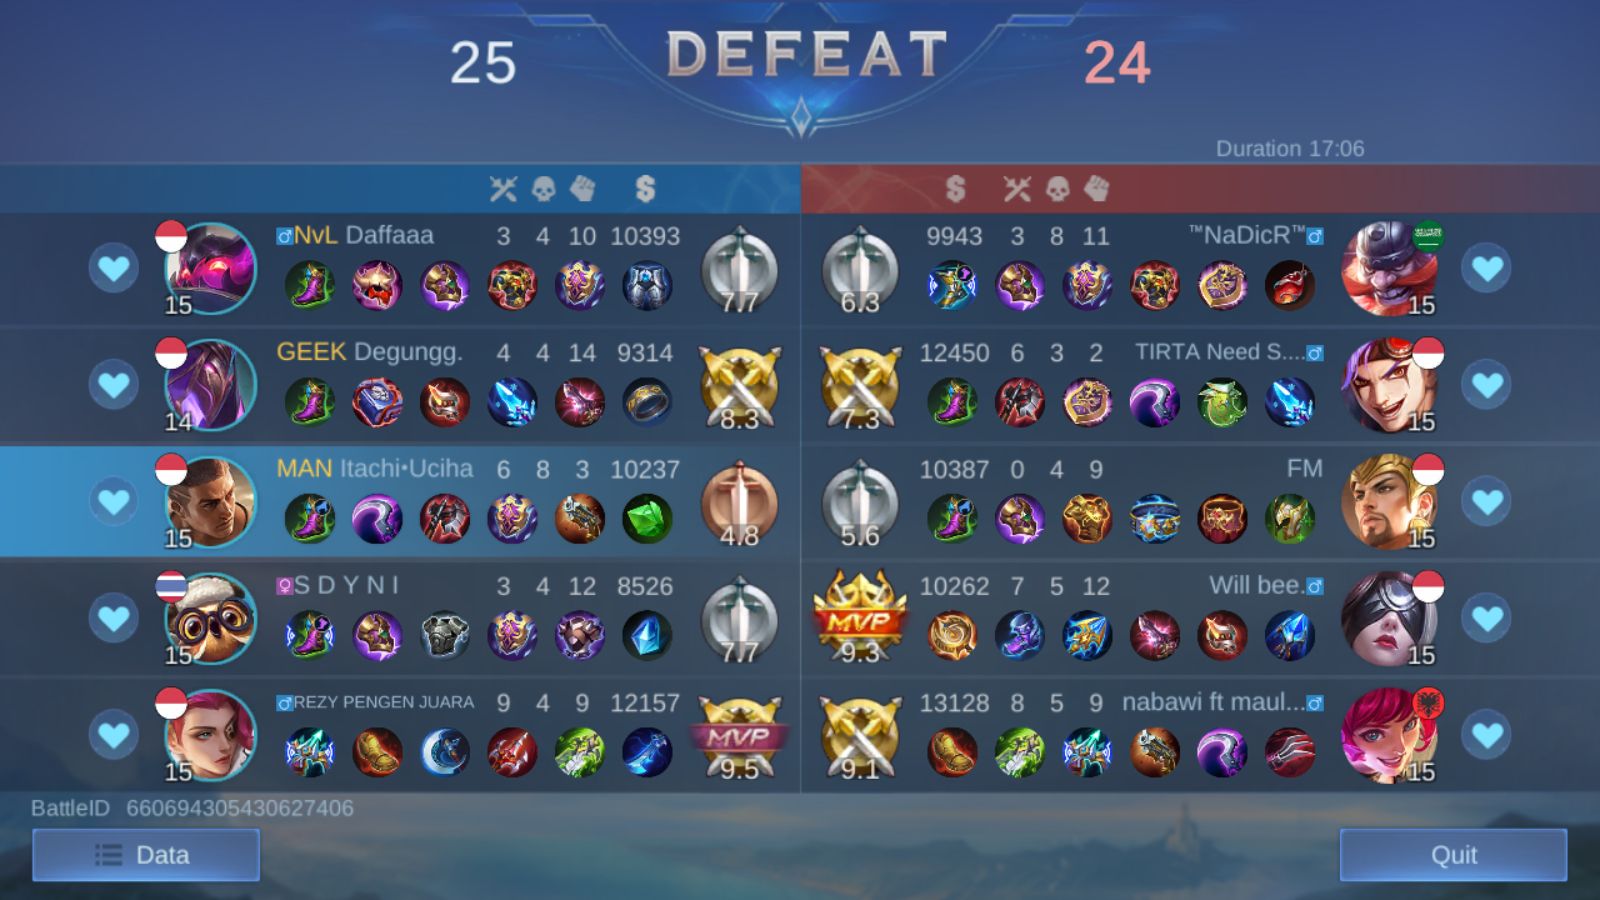 25 DEFEAT 24
Duration 17:06
NvL Daffaaa 3 4 10 10393
15 7.7
9943 3 8 11 ™NaDicR™
6.3 15
GEEK Degungg. 4 4 14 9314
14 8.3
12450 6 3 2 TIRTA Need S....
7.3 15
MAN Itachi•Uciha 6 8 3 10237
15 4.8
10387 0 4 9 FM
5.6 15
S D Y N I 3 4 12 8526
15 7.7
10262 7 5 12 Will bee.
MVP
9.3 15
REZY PENGEN JUARA 9 4 9 12157
MVP
15 9.5
13128 8 5 9 nabawi ft maul...
9.1 15
BattleID 660694305430627406
Data
Quit